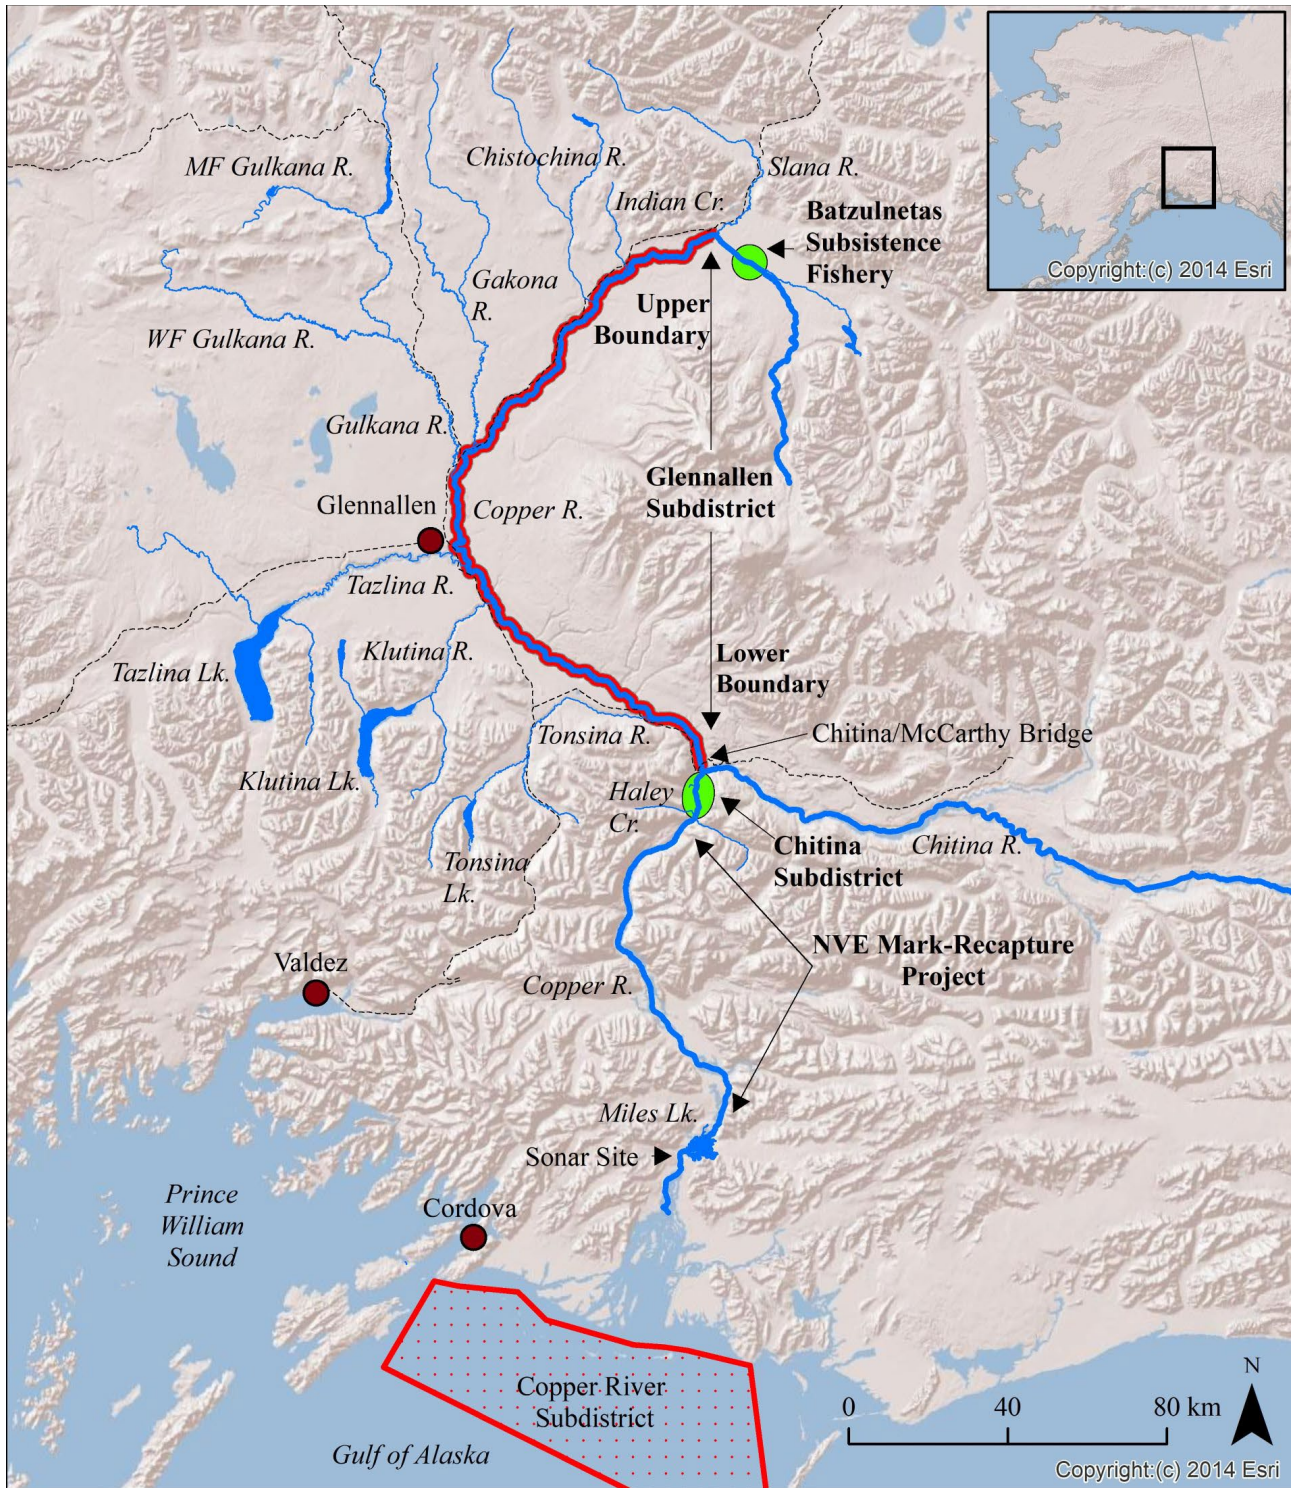 Copyright:(c) 2014 Esri
MF Gulkana R.
Chistochina R.
Slana R.
Indian Cr.
Batzulnetas
Subsistence
Fishery
Gakona
R.
Upper
Boundary
WF Gulkana R.
Gulkana R.
Glennallen
Subdistrict
Glennallen
Copper R.
Tazlina R.
Klutina R.
Lower
Boundary
Tazlina Lk.
Tonsina R.
Chitina/McCarthy Bridge
Klutina Lk.
Haley
Cr.
Chitina
Subdistrict
Chitina R.
Tonsina
Lk.
NVE Mark-Recapture
Project
Valdez
Copper R.
Miles Lk.
Sonar Site
Prince
William
Sound
Cordova
Copper River
Subdistrict
Gulf of Alaska
N
0 40 80 km
Copyright:(c) 2014 Esri